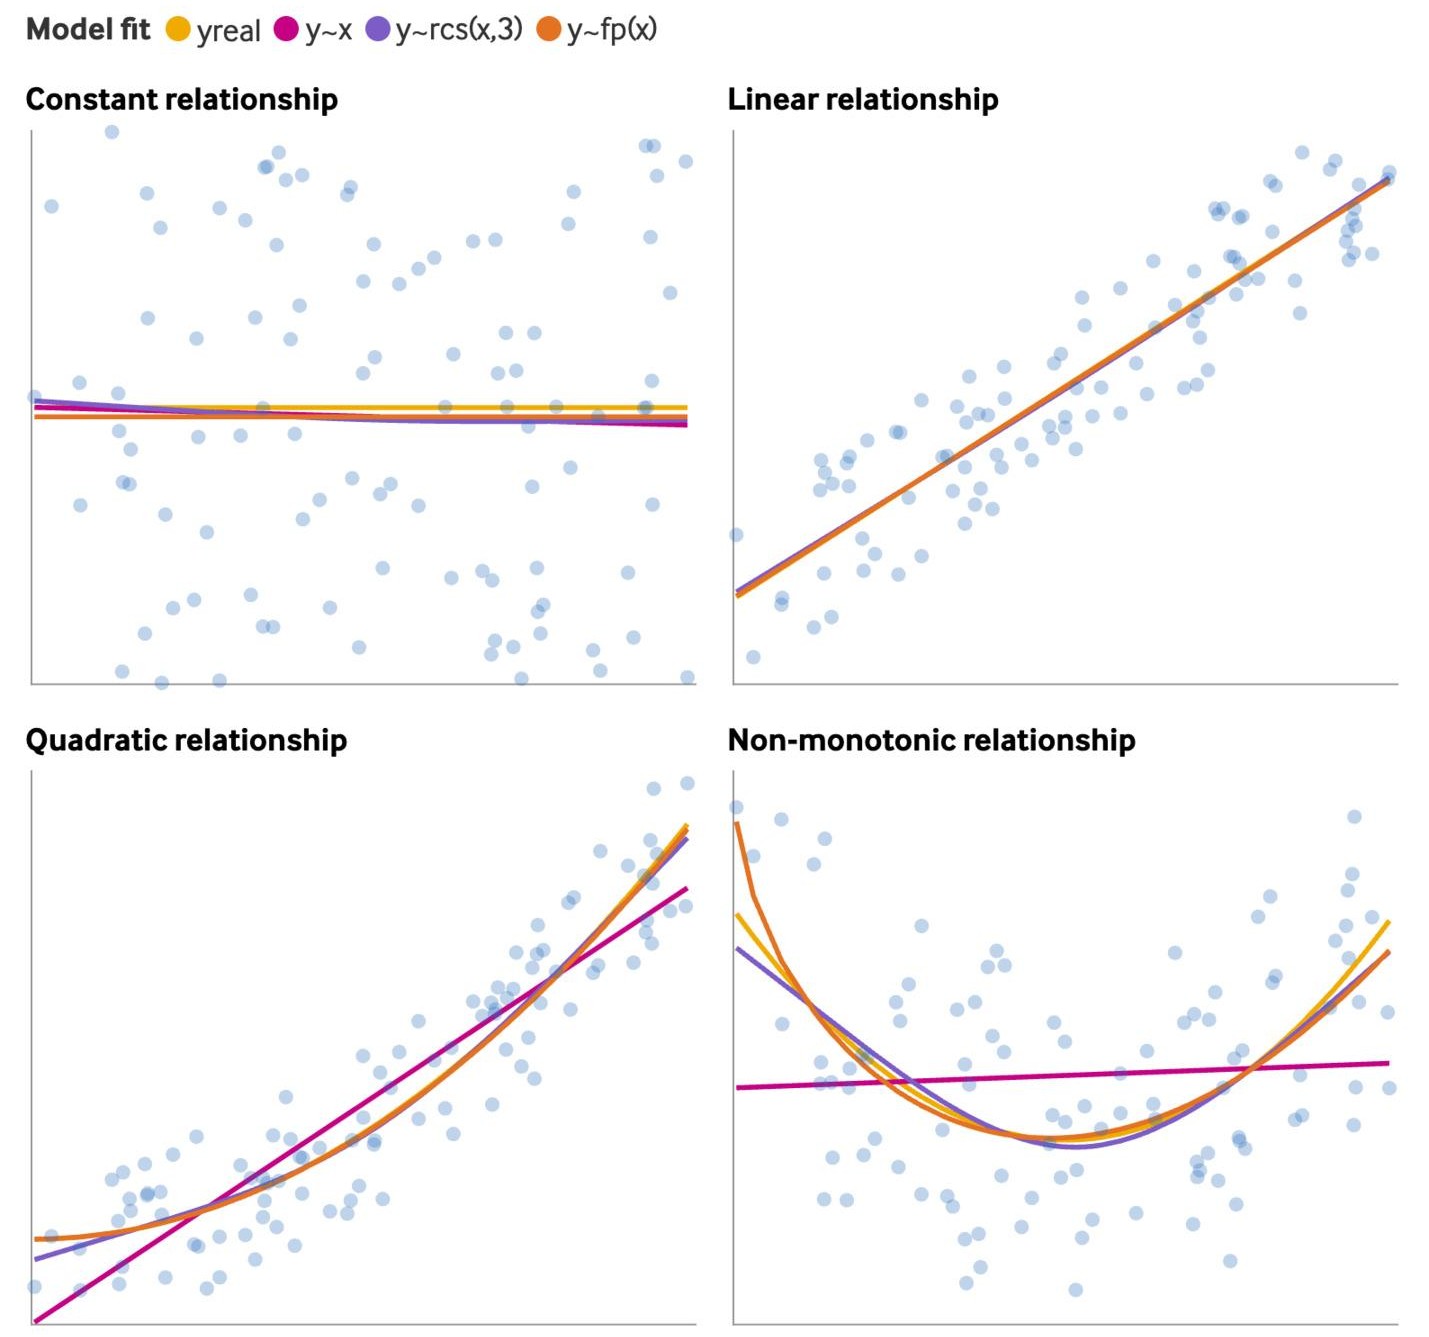 Model fit yreal y~x y~rcs(x,3) y~fp(x)
Constant relationship
Linear relationship
Quadratic relationship
Non-monotonic relationship